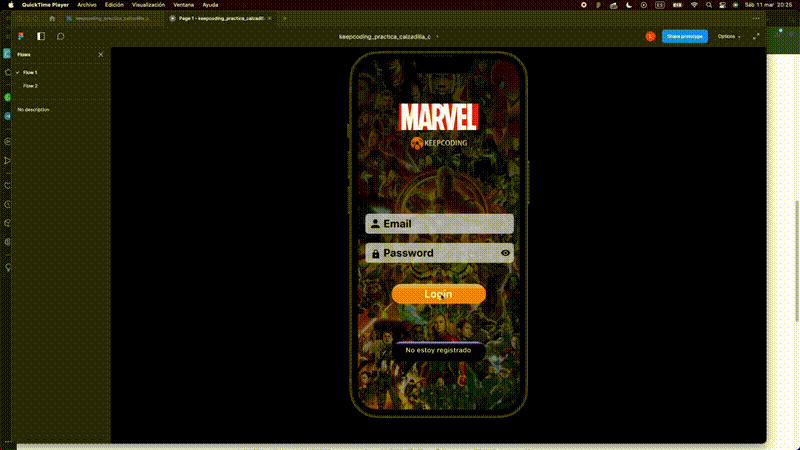 QuickTime Player Archivo Edición Visualización Ventana Ayuda
Sáb 11 mar 20:25
keepcoding_practica_calzadilla_c
Page 1 - keepcoding_practica_calzadill
keepcoding_practica_calzadilla_c
Share prototype
Options
Flows
Flow 1
Flow 2
No description
MARVEL
KEEPCODING
Email
Password
Login
No estoy registrado